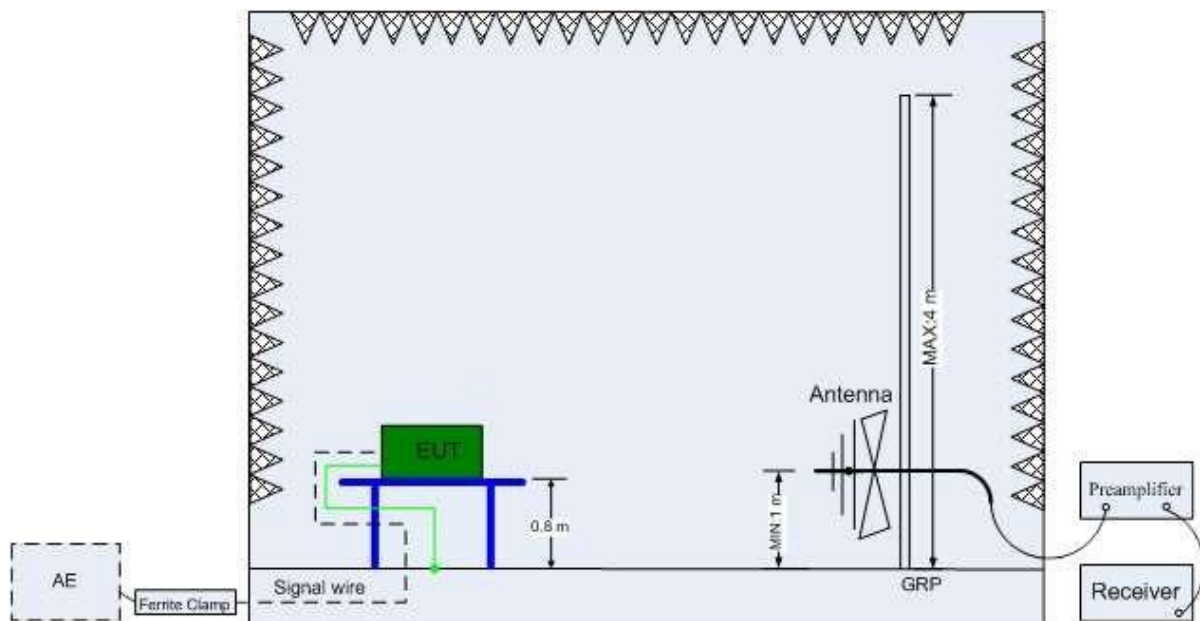 MAX:4 m
Antenna
EUT
MIN:1 m
0.8 m
Preamplifier
AE
Ferrite Clamp
Signal wire
GRP
Receiver